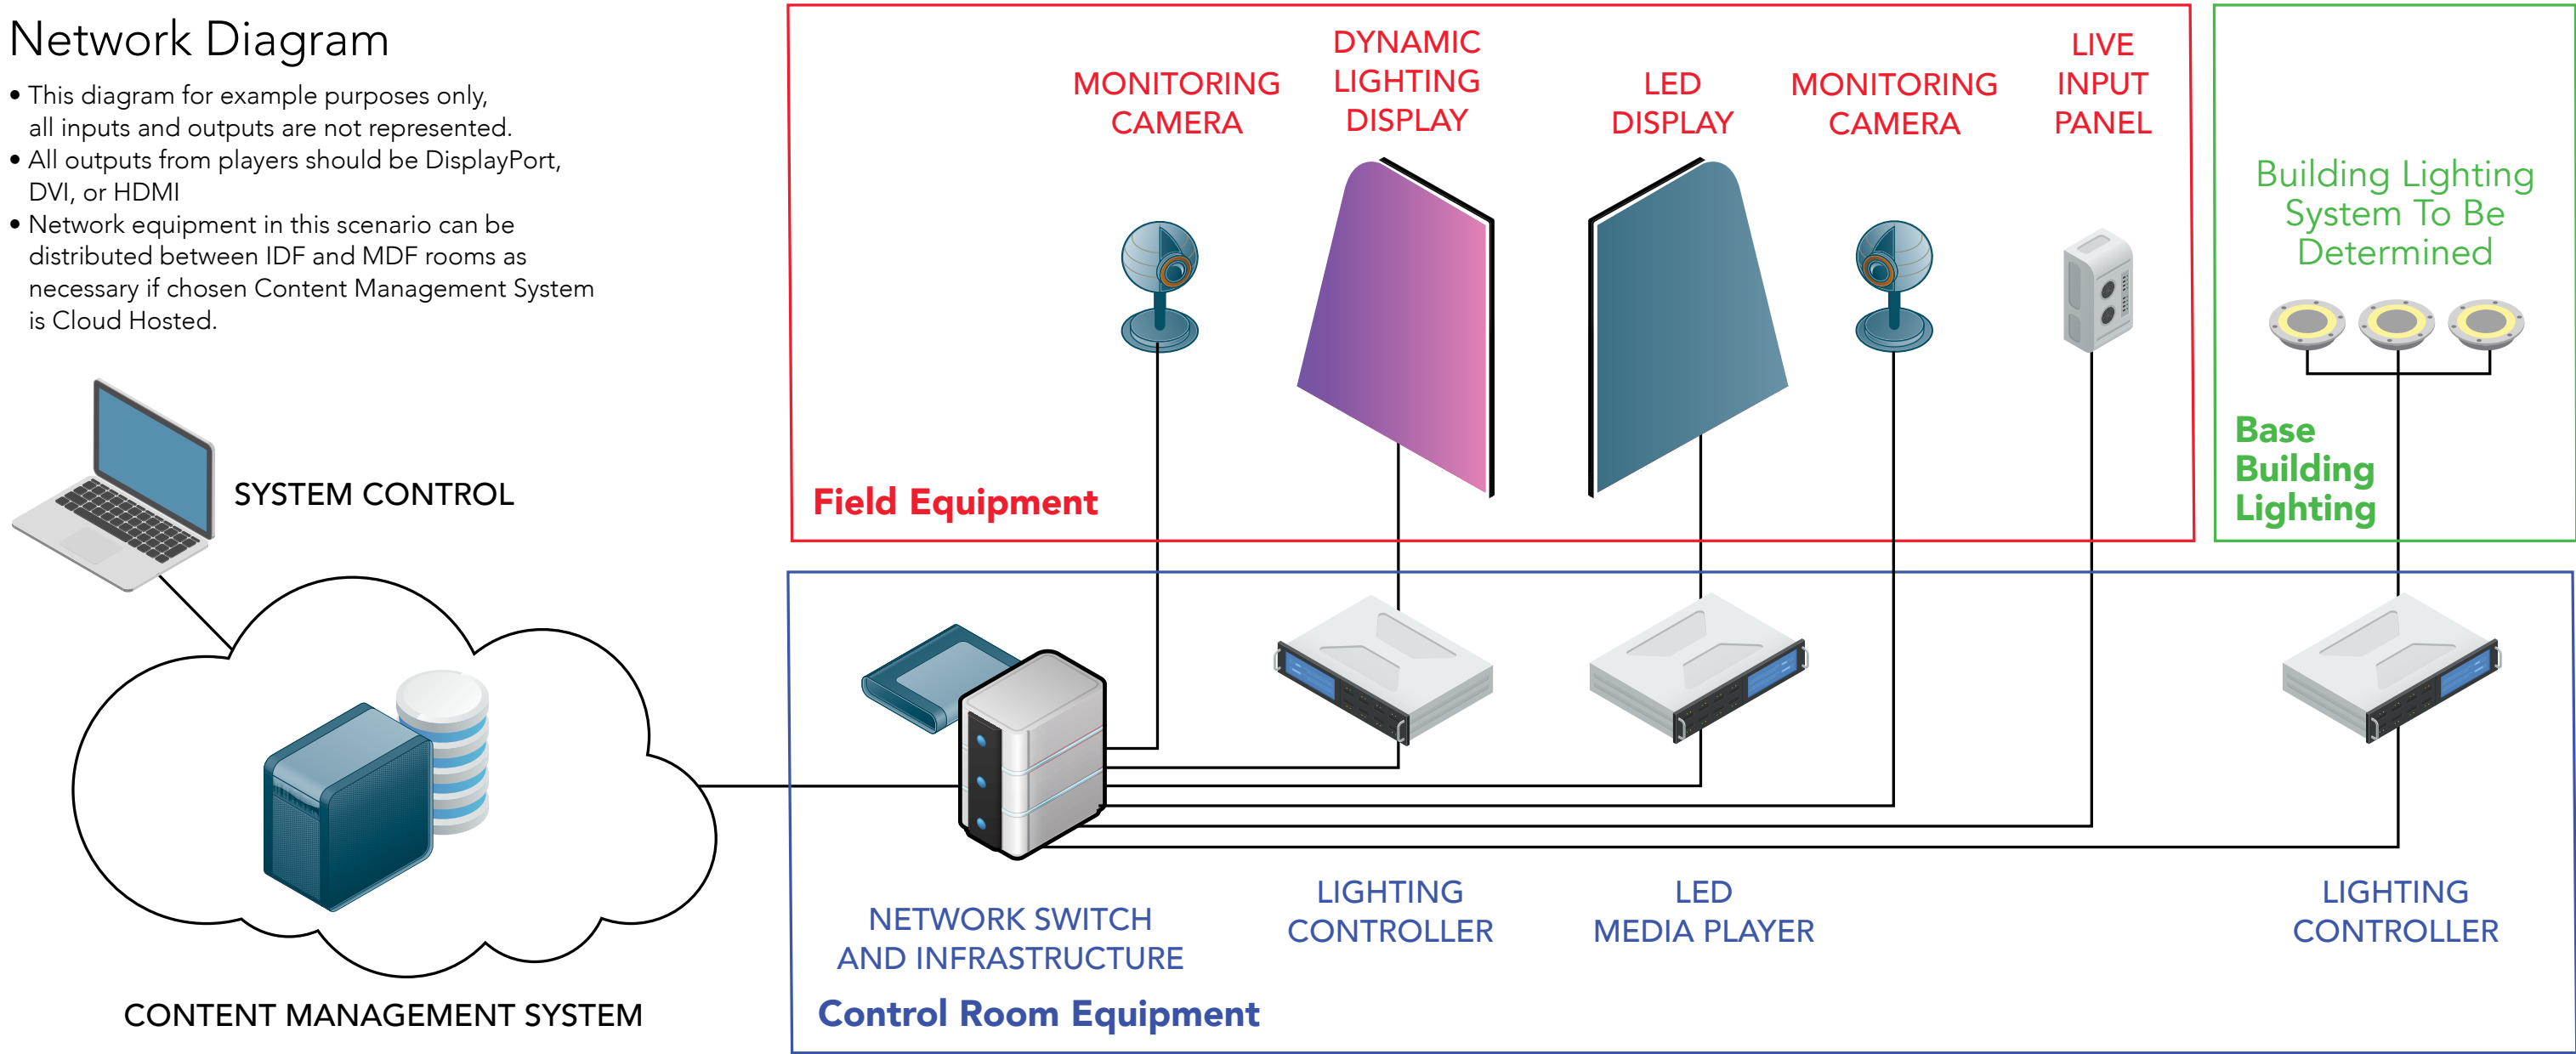 Network Diagram
• This diagram for example purposes only,
all inputs and outputs are not represented.
• All outputs from players should be DisplayPort,
DVI, or HDMI
• Network equipment in this scenario can be
distributed between IDF and MDF rooms as
necessary if chosen Content Management System
is Cloud Hosted.
SYSTEM CONTROL
CONTENT MANAGEMENT SYSTEM
MONITORING
CAMERA
DYNAMIC
LIGHTING
DISPLAY
LED
DISPLAY
MONITORING
CAMERA
LIVE
INPUT
PANEL
Field Equipment
Building Lighting
System To Be
Determined
Base
Building
Lighting
NETWORK SWITCH
AND INFRASTRUCTURE
LIGHTING
CONTROLLER
LED
MEDIA PLAYER
LIGHTING
CONTROLLER
Control Room Equipment